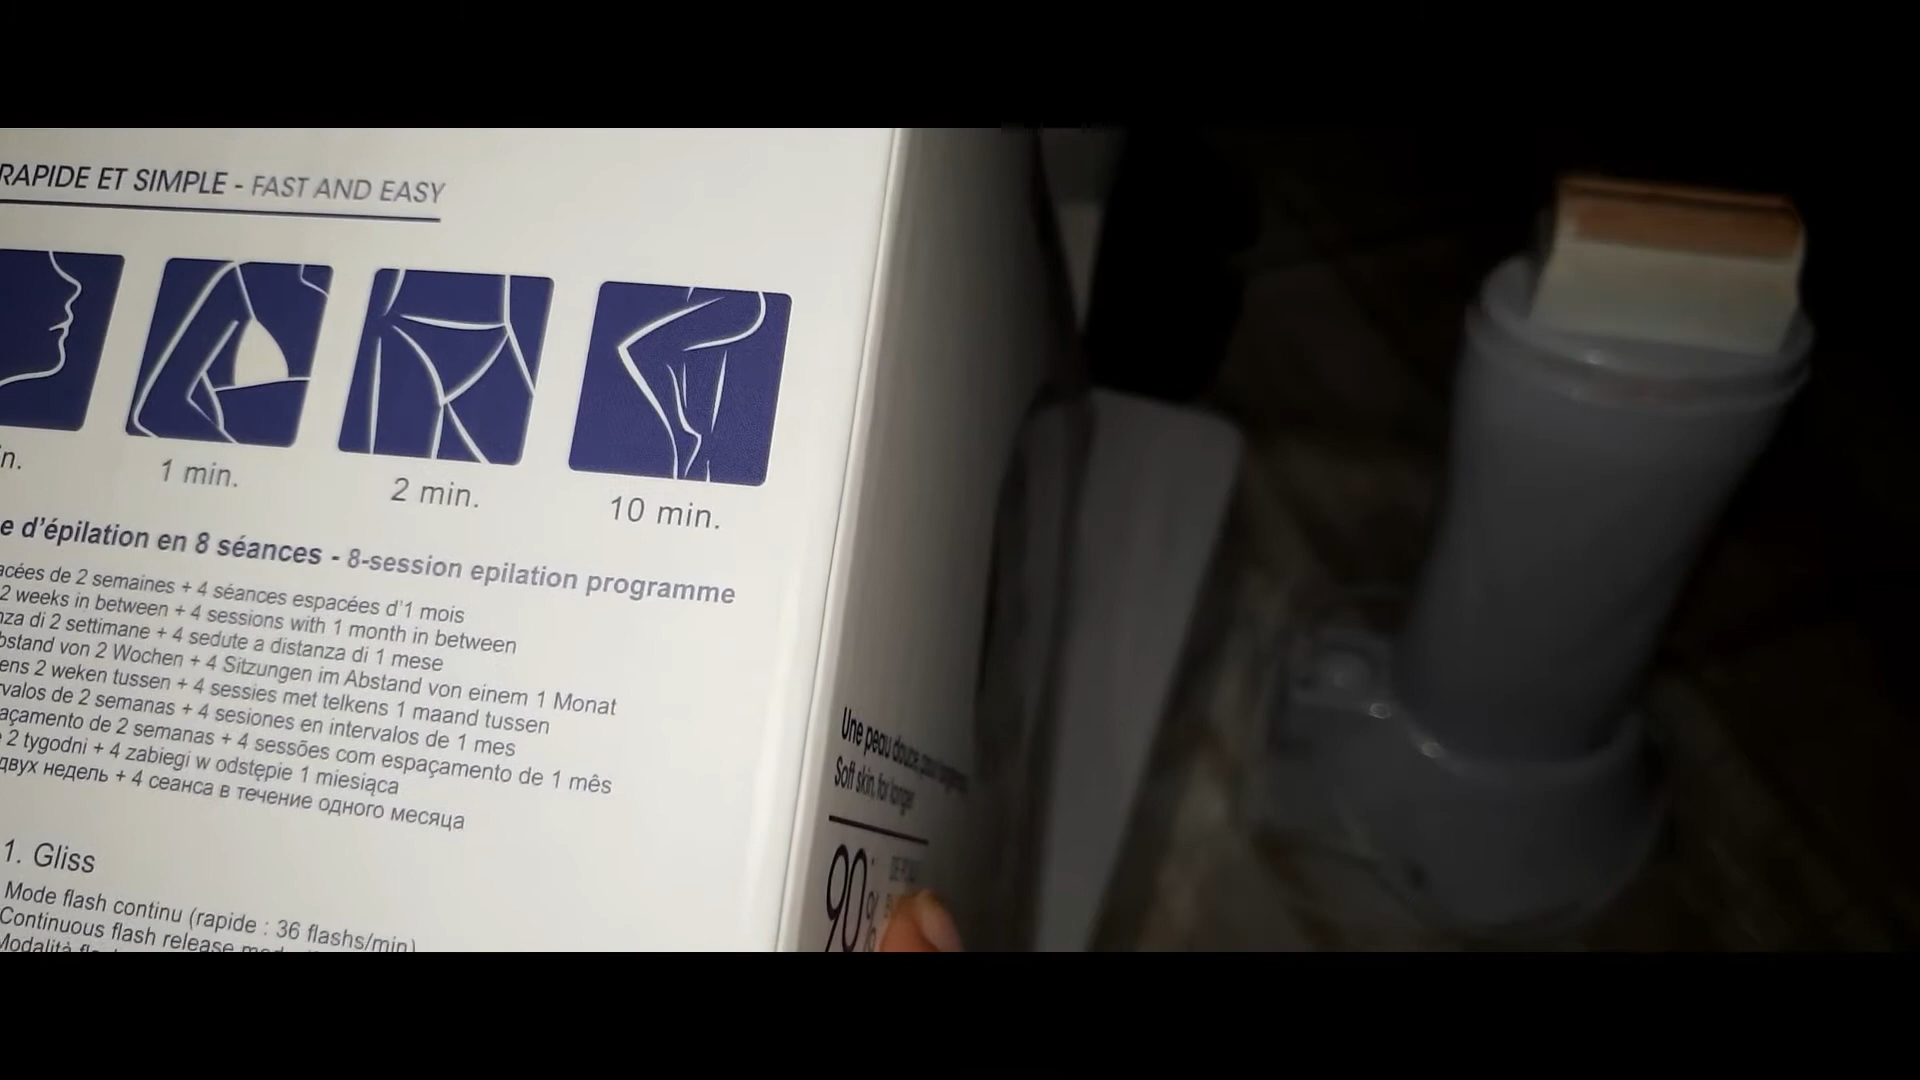 RAPIDE ET SIMPLE - FAST AND EASY
n.
1 min.
2 min.
10 min.
e d'épilation en 8 séances - 8-session epilation programme
acées de 2 semaines + 4 séances espacées d'1 mois
2 weeks in between + 4 sessions with 1 month in between
nza di 2 settimane + 4 sedute a distanza di 1 mese
bstand von 2 Wochen + 4 Sitzungen im Abstand von einem 1 Monat
ens 2 weken tussen + 4 sessies met telkens 1 maand tussen
rvalos de 2 semanas + 4 sesiones en intervalos de 1 mes
açamento de 2 semanas + 4 sessões com espaçamento de 1 mês
2 tygodni + 4 zabiegi w odstępie 1 miesiąca
двух недель + 4 сеанса в течение одного месяца
1. Gliss
Mode flash continu (rapide : 36 flashs/min)
Continuous flash release
Modalità
Une peau douce,
Soft skin, for longer
90%